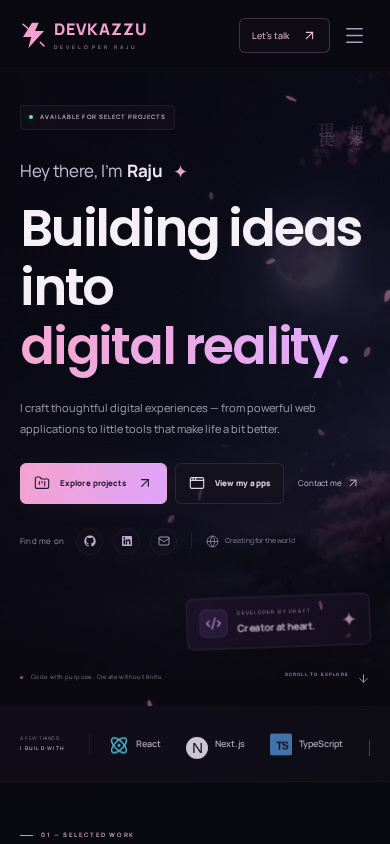 DEVKAZZU
DEVELOPER RAJU
Let's talk
AVAILABLE FOR SELECT PROJECTS
Hey there, I'm Raju
Building ideas
into
digital reality.
I craft thoughtful digital experiences — from powerful web
applications to little tools that make life a bit better.
Explore projects
View my apps
Contact me
Find me on
Creating for the world
DEVELOPER BY CRAFT
Creator at heart.
Code with purpose. Create without limits.
SCROLL TO EXPLORE
A FEW THINGS
I BUILD WITH
React
N Next.js
TS TypeScript
01 — SELECTED WORK